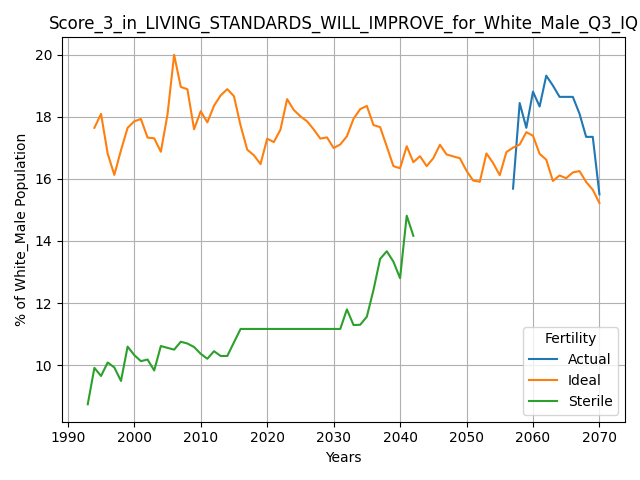 Score_3_in_LIVING_STANDARDS_WILL_IMPROVE_for_White_Male_Q3_IQ
% of White_Male Population
20
18
16
14
12
10
1990 2000 2010 2020 2030 2040 2050 2060 2070
Years
Fertility
Actual
Ideal
Sterile